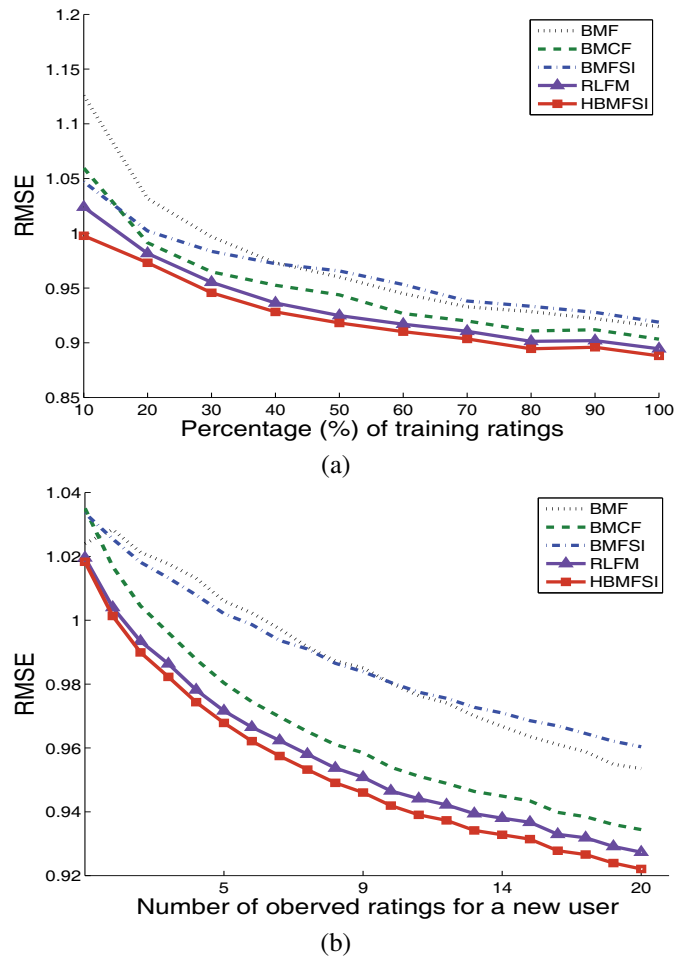 1.2
1.15
1.1
1.05
1
0.95
0.9
0.85
RMSE
BMF
BMCF
BMFSI
RLFM
HBMFSI
10 20 30 40 50 60 70 80 90 100
Percentage (%) of training ratings
(a)
1.04
1.02
1
0.98
0.96
0.94
0.92
RMSE
BMF
BMCF
BMFSI
RLFM
HBMFSI
5 9 14 20
Number of oberved ratings for a new user
(b)